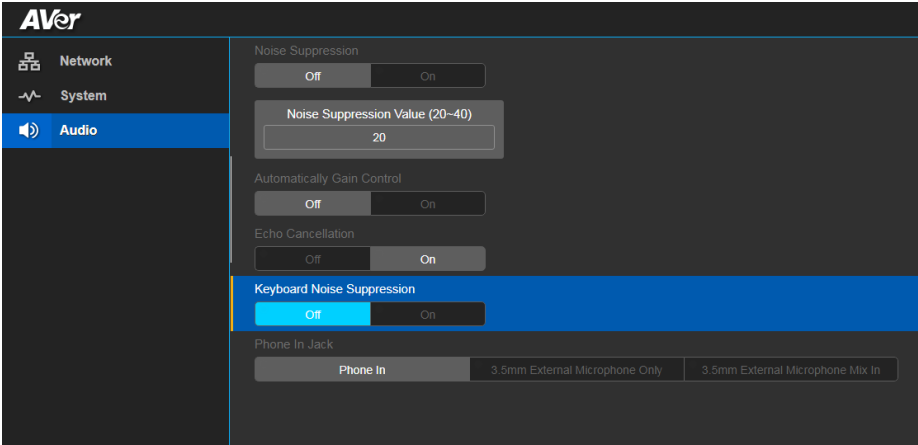 AVer
Network
System
Audio
Noise Suppression
Off On
Noise Suppression Value (20~40)
20
Automatically Gain Control
Off On
Echo Cancellation
Off On
Keyboard Noise Suppression
Off On
Phone In Jack
Phone In 3.5mm External Microphone Only 3.5mm External Microphone Mix In